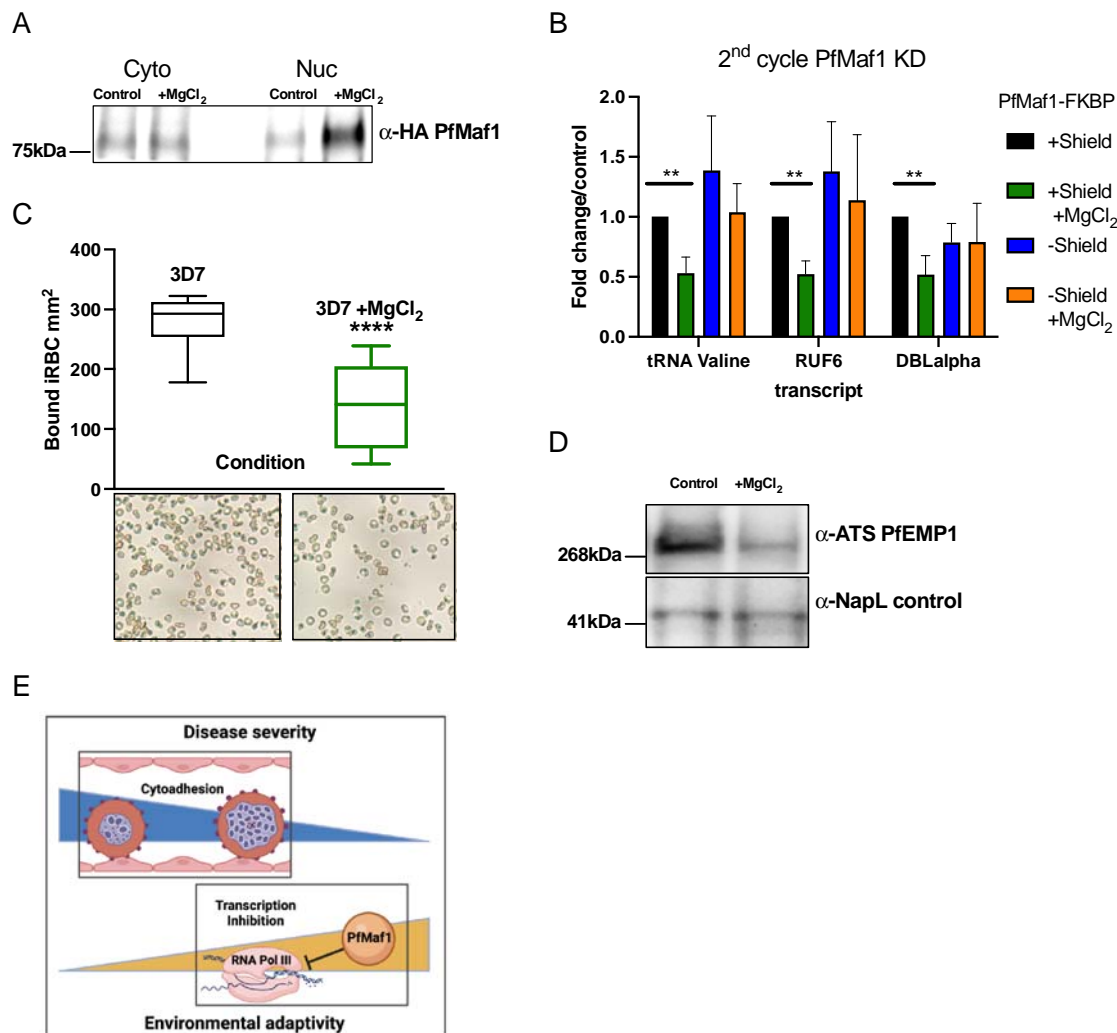 A
Cyto Nuc
Control +MgCl2 Control +MgCl2
α-HA PfMaf1
75kDa
B
2nd cycle PfMaf1 KD
PfMaf1-FKBP
+Shield
+Shield
+MgCl2
-Shield
-Shield
+MgCl2
Fold change/control
2.0
1.5
1.0
0.5
0.0
** ** **
tRNA Valine RUF6 DBLalpha
transcript
C
Bound iRBC mm2
400
300
200
100
0
3D7
3D7 +MgCl2
****
Condition
D
Control +MgCl2
α-ATS PfEMP1
268kDa
α-NapL control
41kDa
E
Disease severity
Cytoadhesion
Transcription
Inhibition
PfMaf1
RNA Pol III
Environmental adaptivity